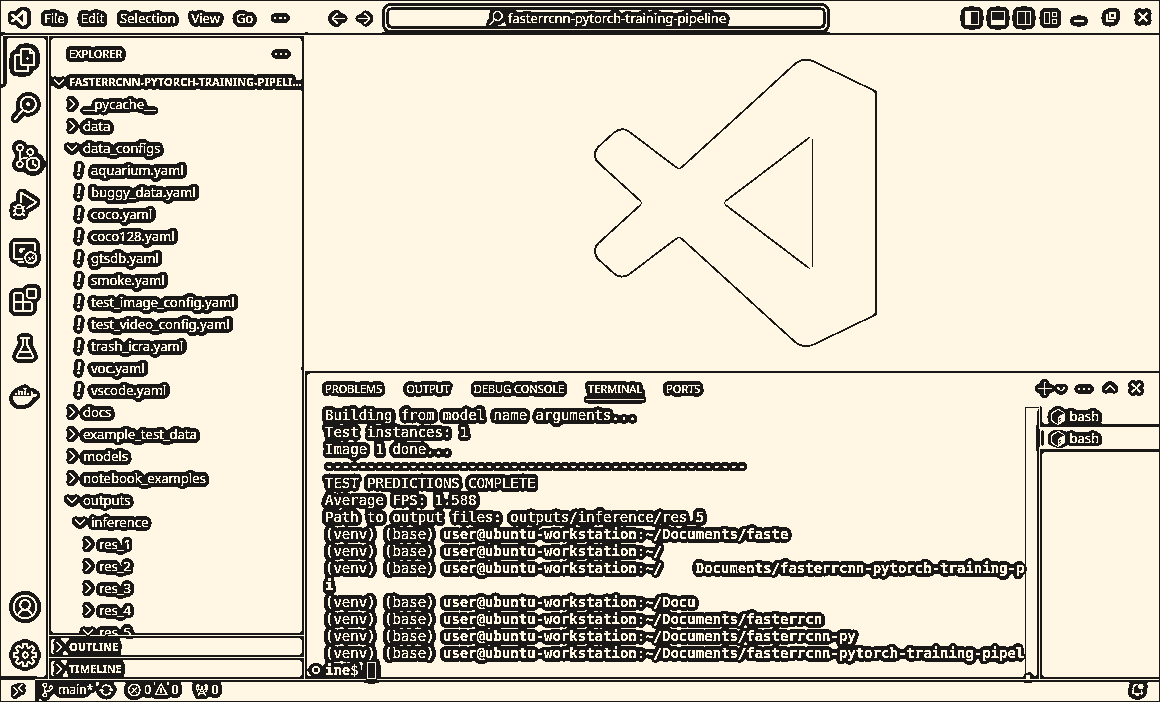 File Edit Selection View Go
fasterrcnn-pytorch-training-pipeline
EXPLORER
FASTERRCNN-PYTORCH-TRAINING-PIPELI...
__pycache__
data
data_configs
! aquarium.yaml
! buggy_data.yaml
! coco.yaml
! coco128.yaml
! gtsdb.yaml
! smoke.yaml
! test_image_config.yaml
! test_video_config.yaml
! trash_icra.yaml
! voc.yaml
! vscode.yaml
docs
example_test_data
models
notebook_examples
outputs
inference
res_1
res_2
res_3
res_4
res_5
OUTLINE
TIMELINE
PROBLEMS OUTPUT DEBUG CONSOLE TERMINAL PORTS
Building from model name arguments...
Test instances: 1
Image 1 done...
--------------------------------------------------
TEST PREDICTIONS COMPLETE
Average FPS: 1.588
Path to output files: outputs/inference/res_5
(venv) (base) user@ubuntu-workstation:~/Documents/faste
(venv) (base) user@ubuntu-workstation:~/
(venv) (base) user@ubuntu-workstation:~/ Documents/fasterrcnn-pytorch-training-p
i
(venv) (base) user@ubuntu-workstation:~/Docu
(venv) (base) user@ubuntu-workstation:~/Documents/fasterrcn
(venv) (base) user@ubuntu-workstation:~/Documents/fasterrcnn-py
(venv) (base) user@ubuntu-workstation:~/Documents/fasterrcnn-pytorch-training-pipel
ine$
bash
bash
main* 0 0 0